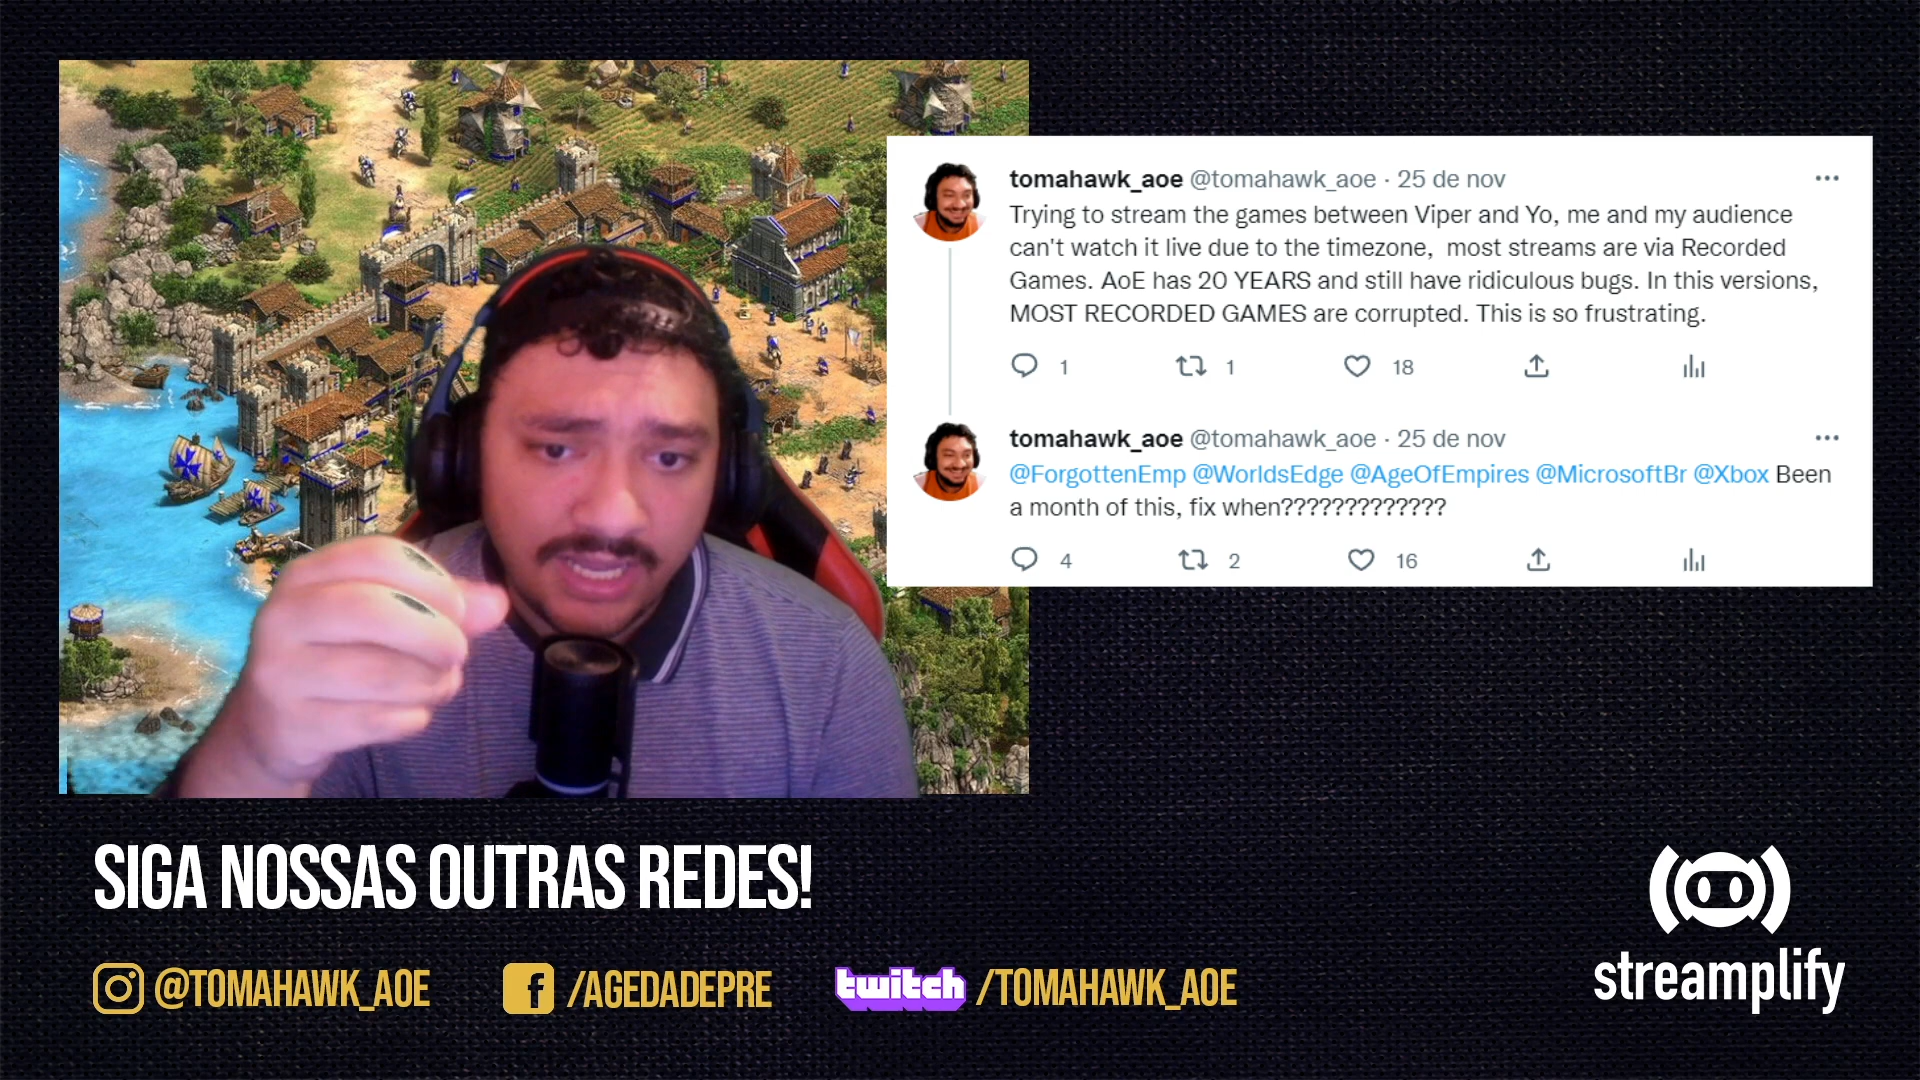 tomahawk_aoe @tomahawk_aoe · 25 de nov
Trying to stream the games between Viper and Yo, me and my audience
can't watch it live due to the timezone,  most streams are via Recorded
Games. AoE has 20 YEARS and still have ridiculous bugs. In this versions,
MOST RECORDED GAMES are corrupted. This is so frustrating.
1 1 18
tomahawk_aoe @tomahawk_aoe · 25 de nov
@ForgottenEmp @WorldsEdge @AgeOfEmpires @MicrosoftBr @Xbox Been
a month of this, fix when?????????????
4 2 16
SIGA NOSSAS OUTRAS REDES!
@TOMAHAWK_AOE /AGEDADEPRE twitch /TOMAHAWK_AOE
streamplify